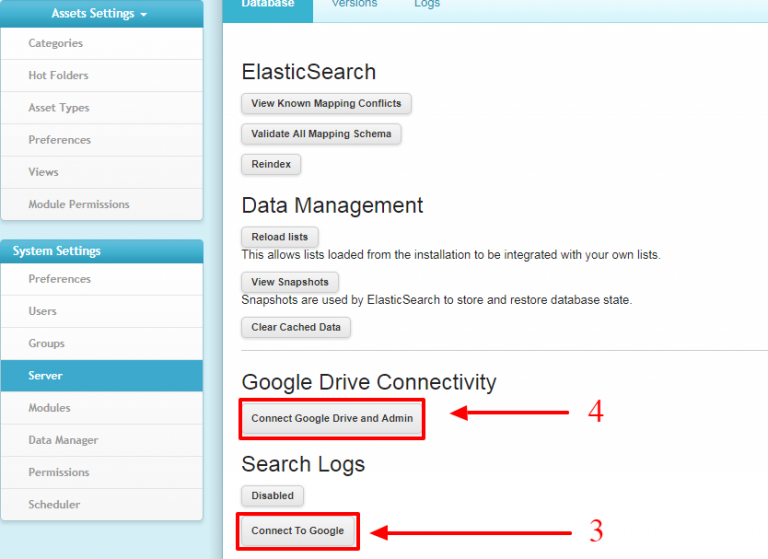 Assets Settings
Categories
Hot Folders
Asset Types
Preferences
Views
Module Permissions
System Settings
Preferences
Users
Groups
Server
Modules
Data Manager
Permissions
Scheduler
Database Versions Logs
ElasticSearch
View Known Mapping Conflicts
Validate All Mapping Schema
Reindex
Data Management
Reload lists
This allows lists loaded from the installation to be integrated with your own lists.
View Snapshots
Snapshots are used by ElasticSearch to store and restore database state.
Clear Cached Data
Google Drive Connectivity
Connect Google Drive and Admin 4
Search Logs
Disabled
Connect To Google 3